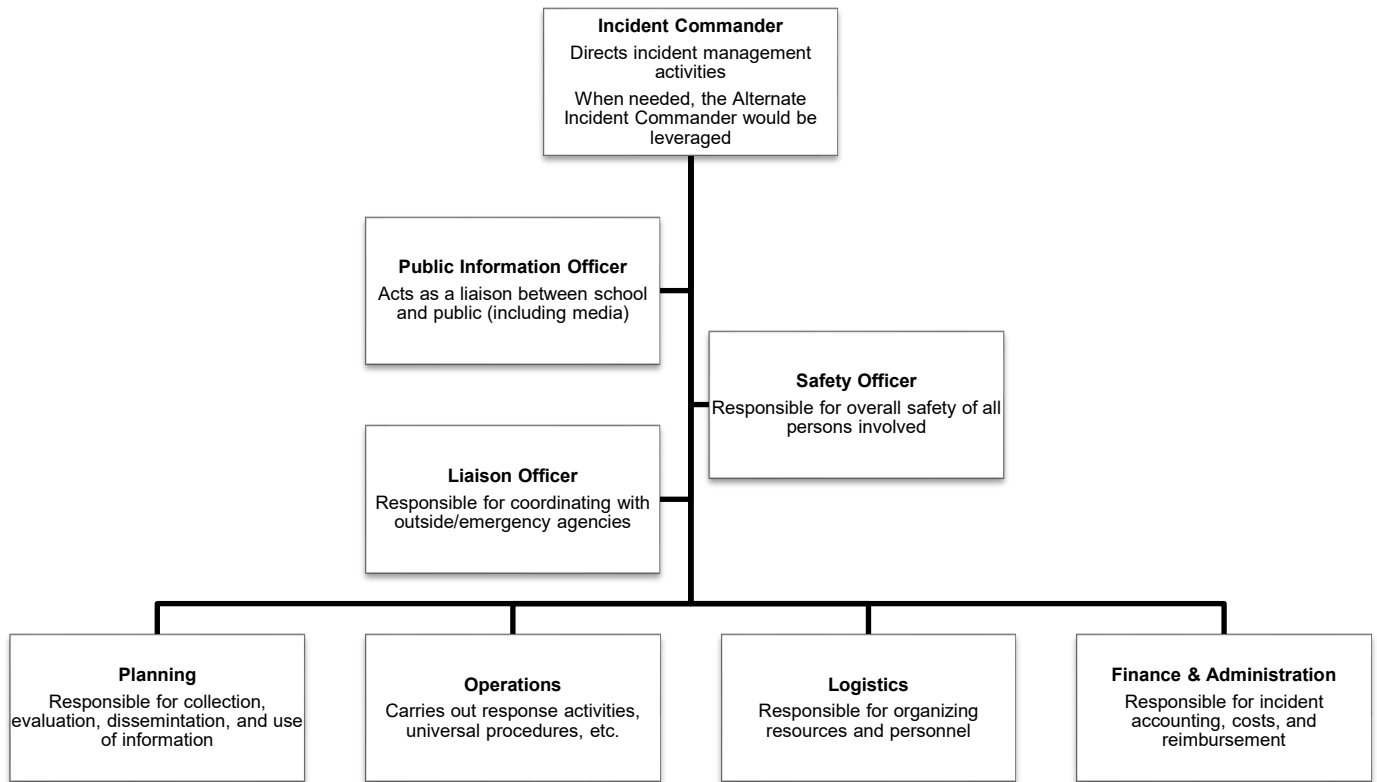 Incident Commander
Directs incident management
activities
When needed, the Alternate
Incident Commander would be
leveraged
Public Information Officer
Acts as a liaison between school
and public (including media)
Safety Officer
Responsible for overall safety of all
persons involved
Liaison Officer
Responsible for coordinating with
outside/emergency agencies
Planning
Responsible for collection,
evaluation, dissemintation, and use
of information
Operations
Carries out response activities,
universal procedures, etc.
Logistics
Responsible for organizing
resources and personnel
Finance & Administration
Responsible for incident
accounting, costs, and
reimbursement